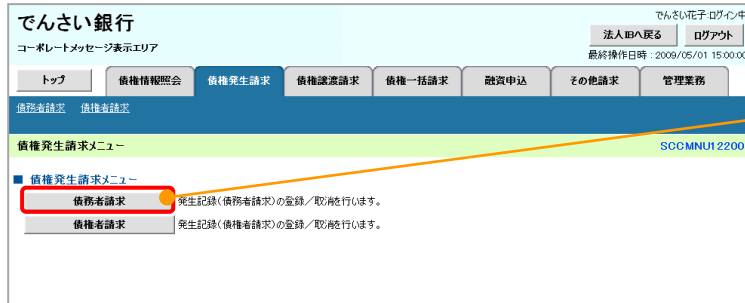 でんさい銀行
コーポレートメッセージ表示エリア
でんさい花子:ログイン中
法人IBへ戻る ログアウト
最終操作日時：2009/05/01 15:00:00
トップ 債権情報照会 債権発生請求 債権譲渡請求 債権一括請求 融資申込 その他請求 管理業務
債務者請求 債権者請求
債権発生請求メニュー SCCMNU12200
■ 債権発生請求メニュー
債務者請求 発生記録(債務者請求)の登録／取消を行います。
債権者請求 発生記録(債権者請求)の登録／取消を行います。